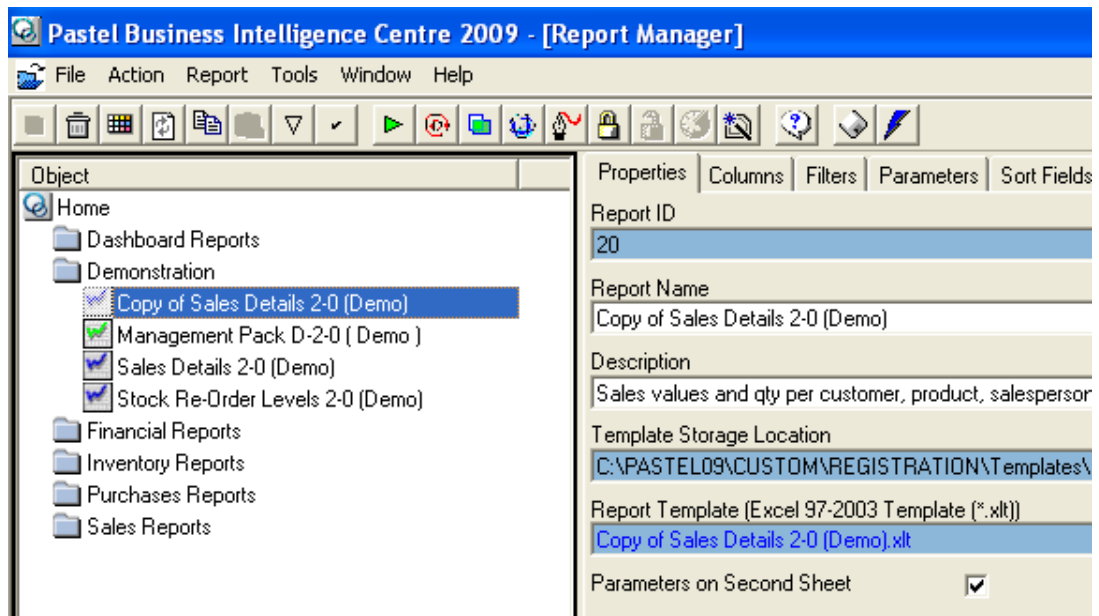 Pastel Business Intelligence Centre 2009 - [Report Manager]
File Action Report Tools Window Help
Object
Home
Dashboard Reports
Demonstration
Copy of Sales Details 2-0 (Demo)
Management Pack D-2-0 ( Demo )
Sales Details 2-0 (Demo)
Stock Re-Order Levels 2-0 (Demo)
Financial Reports
Inventory Reports
Purchases Reports
Sales Reports
Properties Columns Filters Parameters Sort Fields
Report ID
20
Report Name
Copy of Sales Details 2-0 (Demo)
Description
Sales values and qty per customer, product, salesperson
Template Storage Location
C:\PASTEL09\CUSTOM\REGISTRATION\Templates\
Report Template (Excel 97-2003 Template (*.xlt))
Copy of Sales Details 2-0 (Demo).xlt
Parameters on Second Sheet